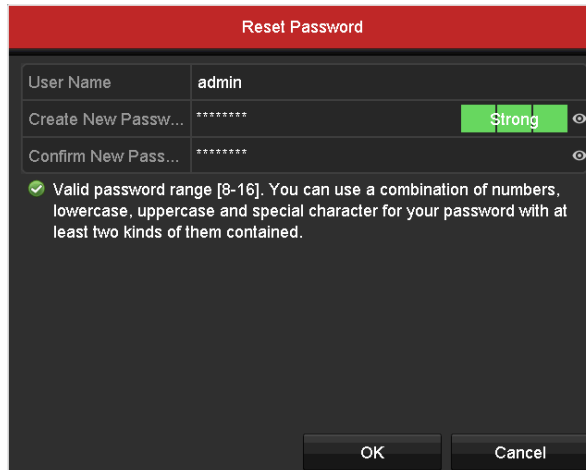 Reset Password
User Name admin
Create New Passw... ******** Strong
Confirm New Pass... ********
Valid password range [8-16]. You can use a combination of numbers,
lowercase, uppercase and special character for your password with at
least two kinds of them contained.
OK Cancel